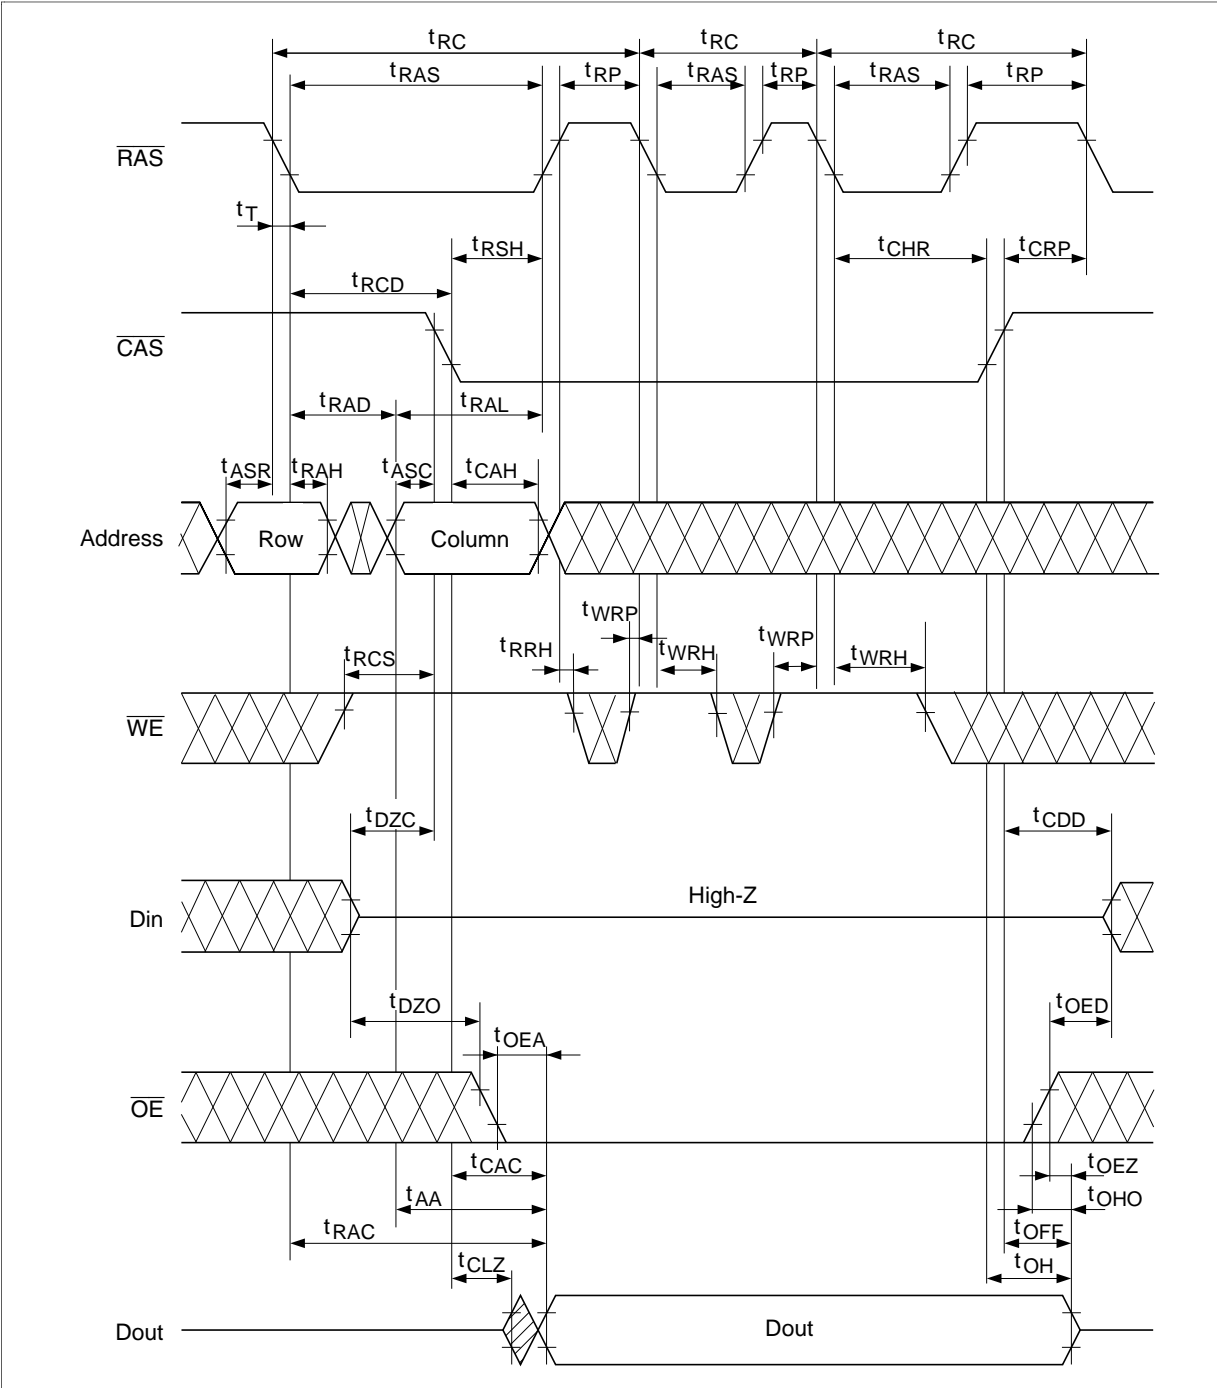 tRC tRC tRC
tRAS tRP tRAS tRP tRAS tRP
RAS
tT
tRSH tCHR tCRP
tRCD
CAS
tRAD tRAL
tASR tRAH tASC tCAH
Address Row Column
tWRP tWRP
tRRH tWRH tWRH
tRCS
WE
tDZC tCDD
High-Z
Din
tDZO tOED
tOEA
OE
tCAC tOEZ
tAA tOHO
tRAC tOFF
tCLZ tOH
Dout Dout